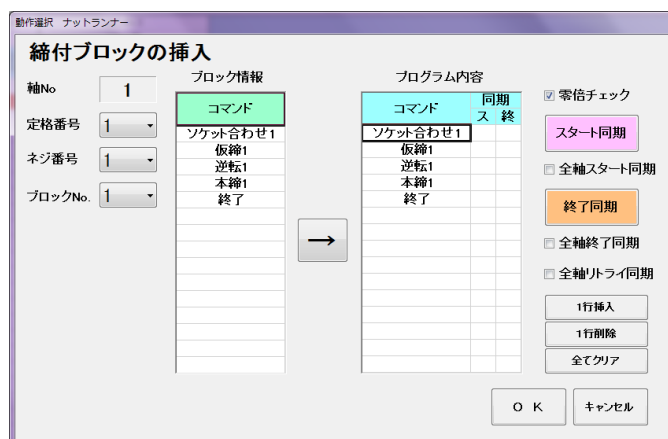 動作選択 ナットランナー
締付ブロックの挿入
軸No 1
定格番号 1
ネジ番号 1
ブロックNo. 1
ブロック情報
コマンド
ソケット合わせ1
仮締1
逆転1
本締1
終了
→
プログラム内容
コマンド 同期
ス 終
ソケット合わせ1
仮締1
逆転1
本締1
終了
零倍チェック
スタート同期
全軸スタート同期
終了同期
全軸終了同期
全軸リトライ同期
1行挿入
1行削除
全てクリア
OK キャンセル